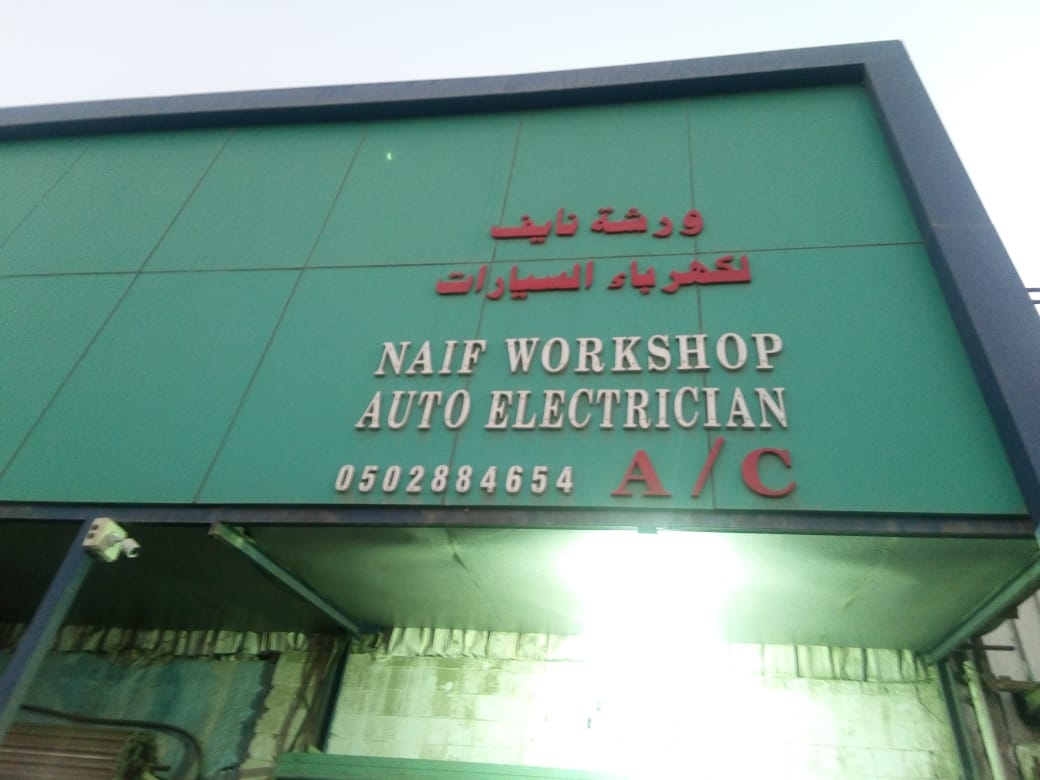 ورشة نايف
لكهرباء السيارات
NAIF WORKSHOP
AUTO ELECTRICIAN
0502884654 A/C